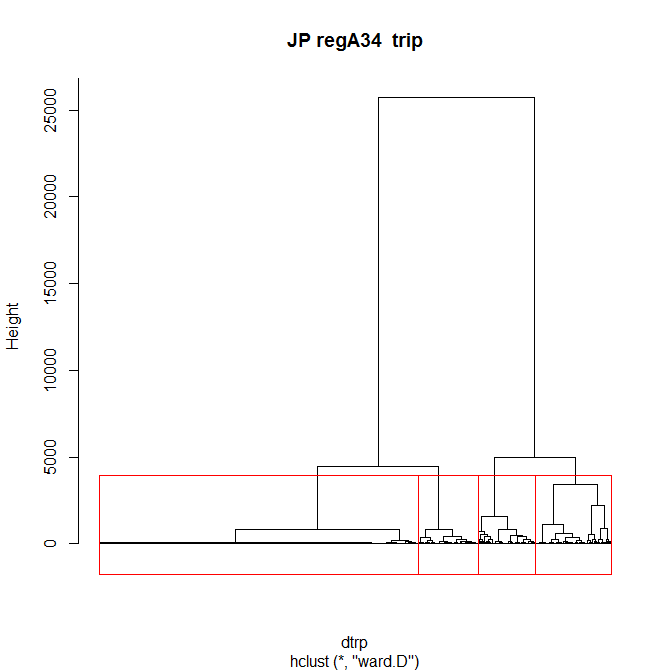 JP regA34  trip
Height
25000
20000
15000
10000
5000
0
dtrp
hclust (*, "ward.D")